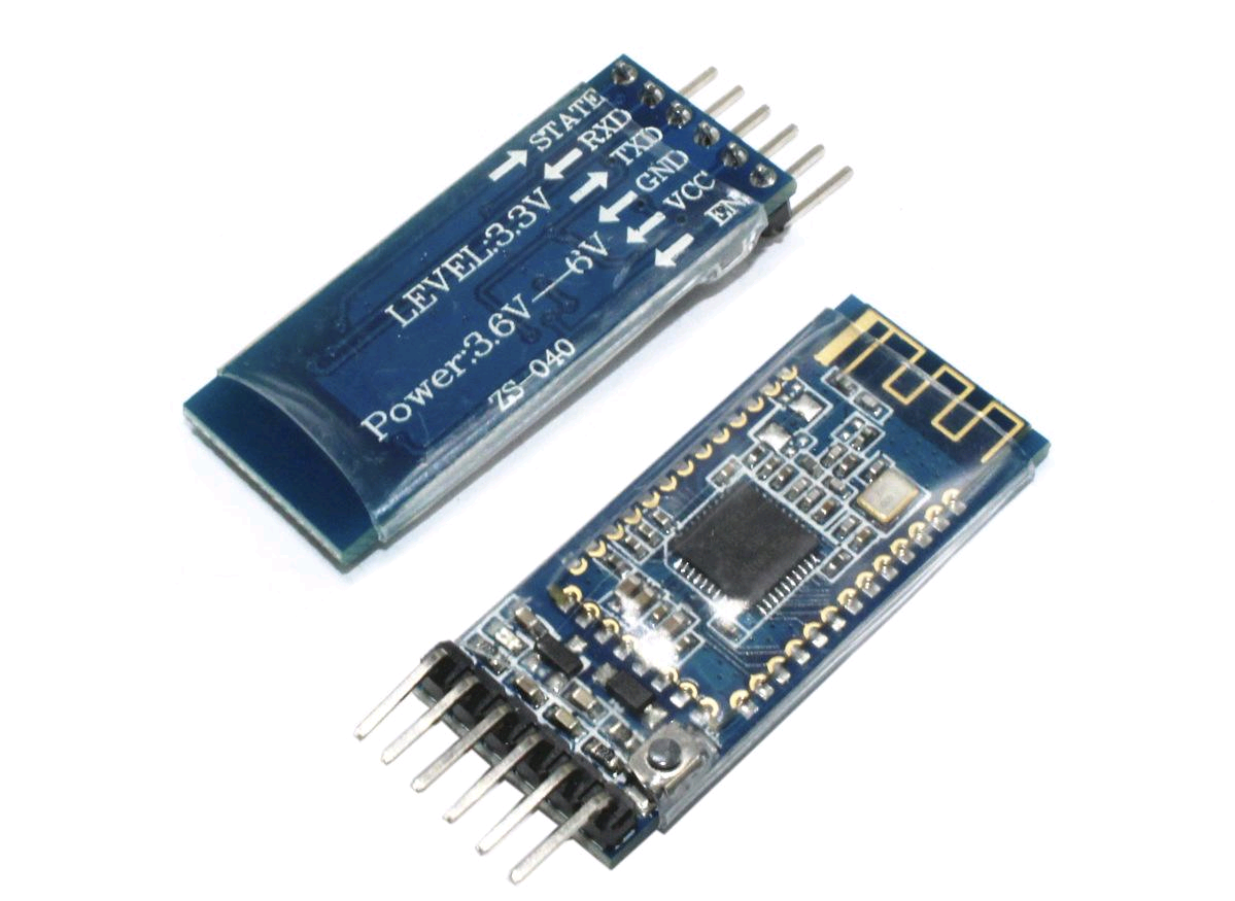 STATE
RXD
TXD
GND
VCC
EN
LEVEL:3.3V
Power:3.6V—6V
ZS-040